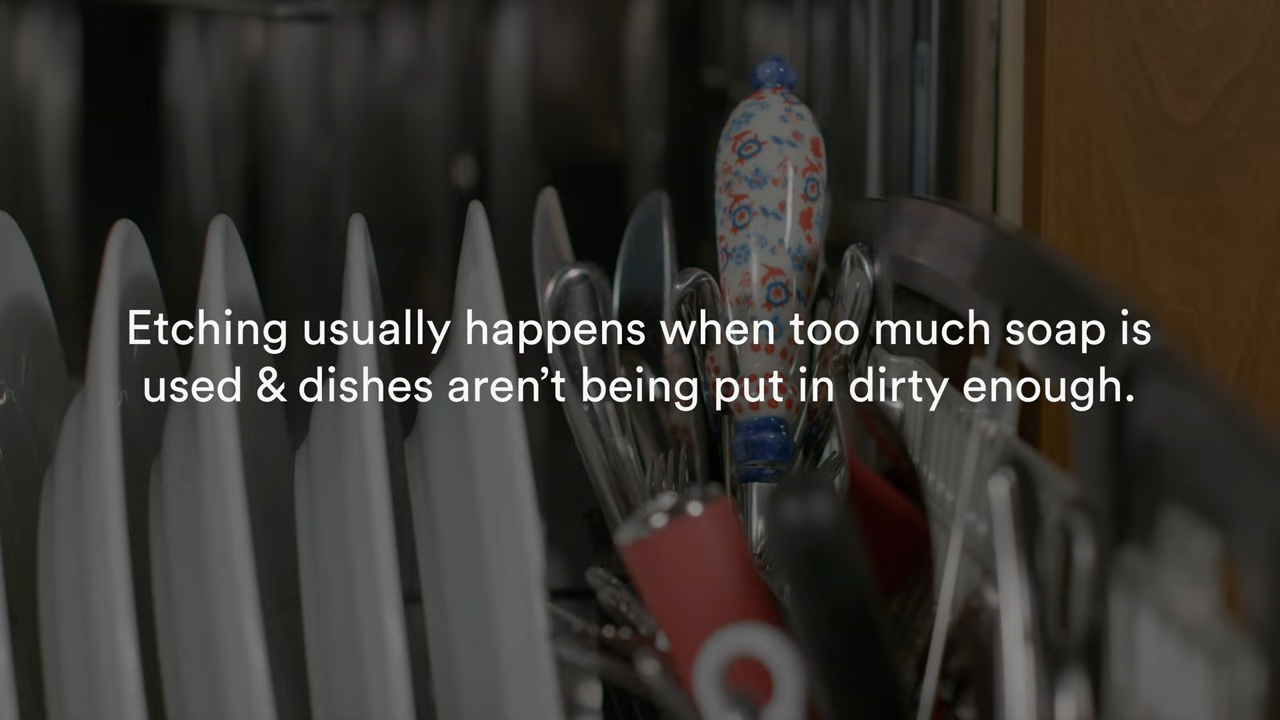 Etching usually happens when too much soap is
used & dishes aren’t being put in dirty enough.